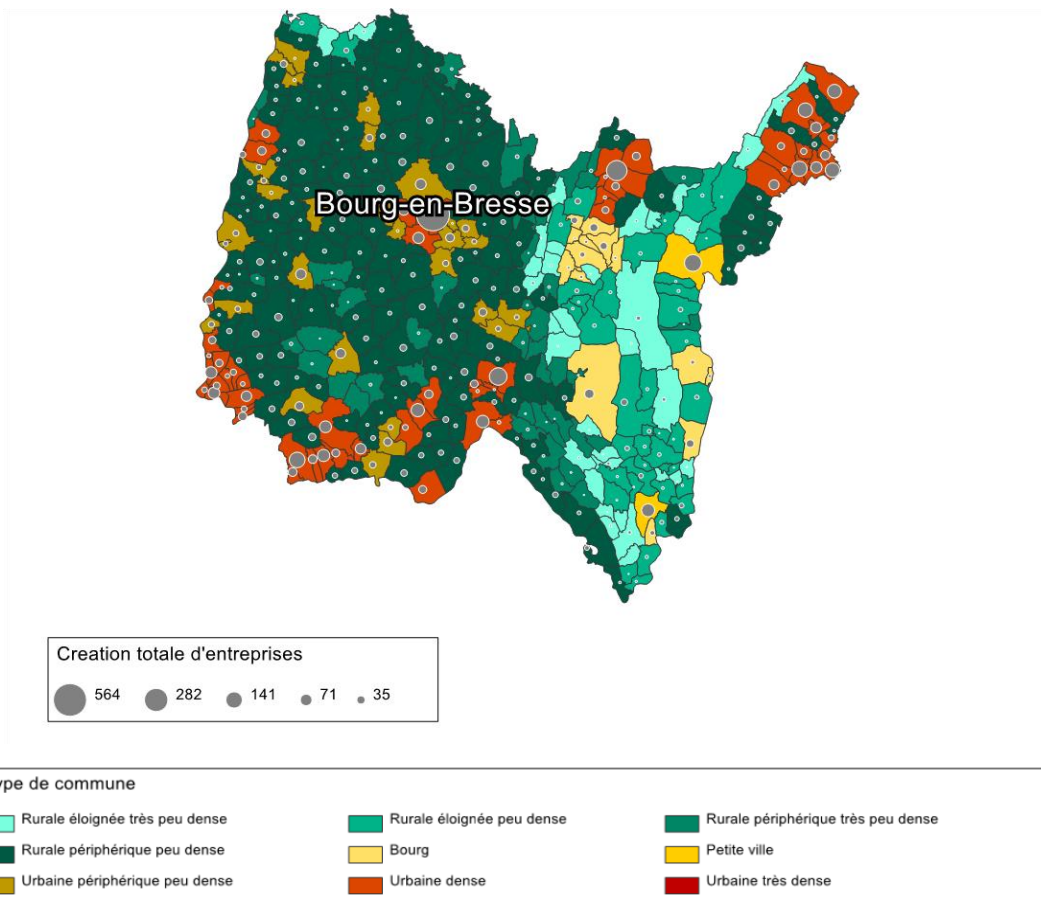 Bourg-en-Bresse
Creation totale d'entreprises
564 282 141 71 35
ype de commune
Rurale éloignée très peu dense Rurale éloignée peu dense Rurale périphérique très peu dense
Rurale périphérique peu dense Bourg Petite ville
Urbaine périphérique peu dense Urbaine dense Urbaine très dense